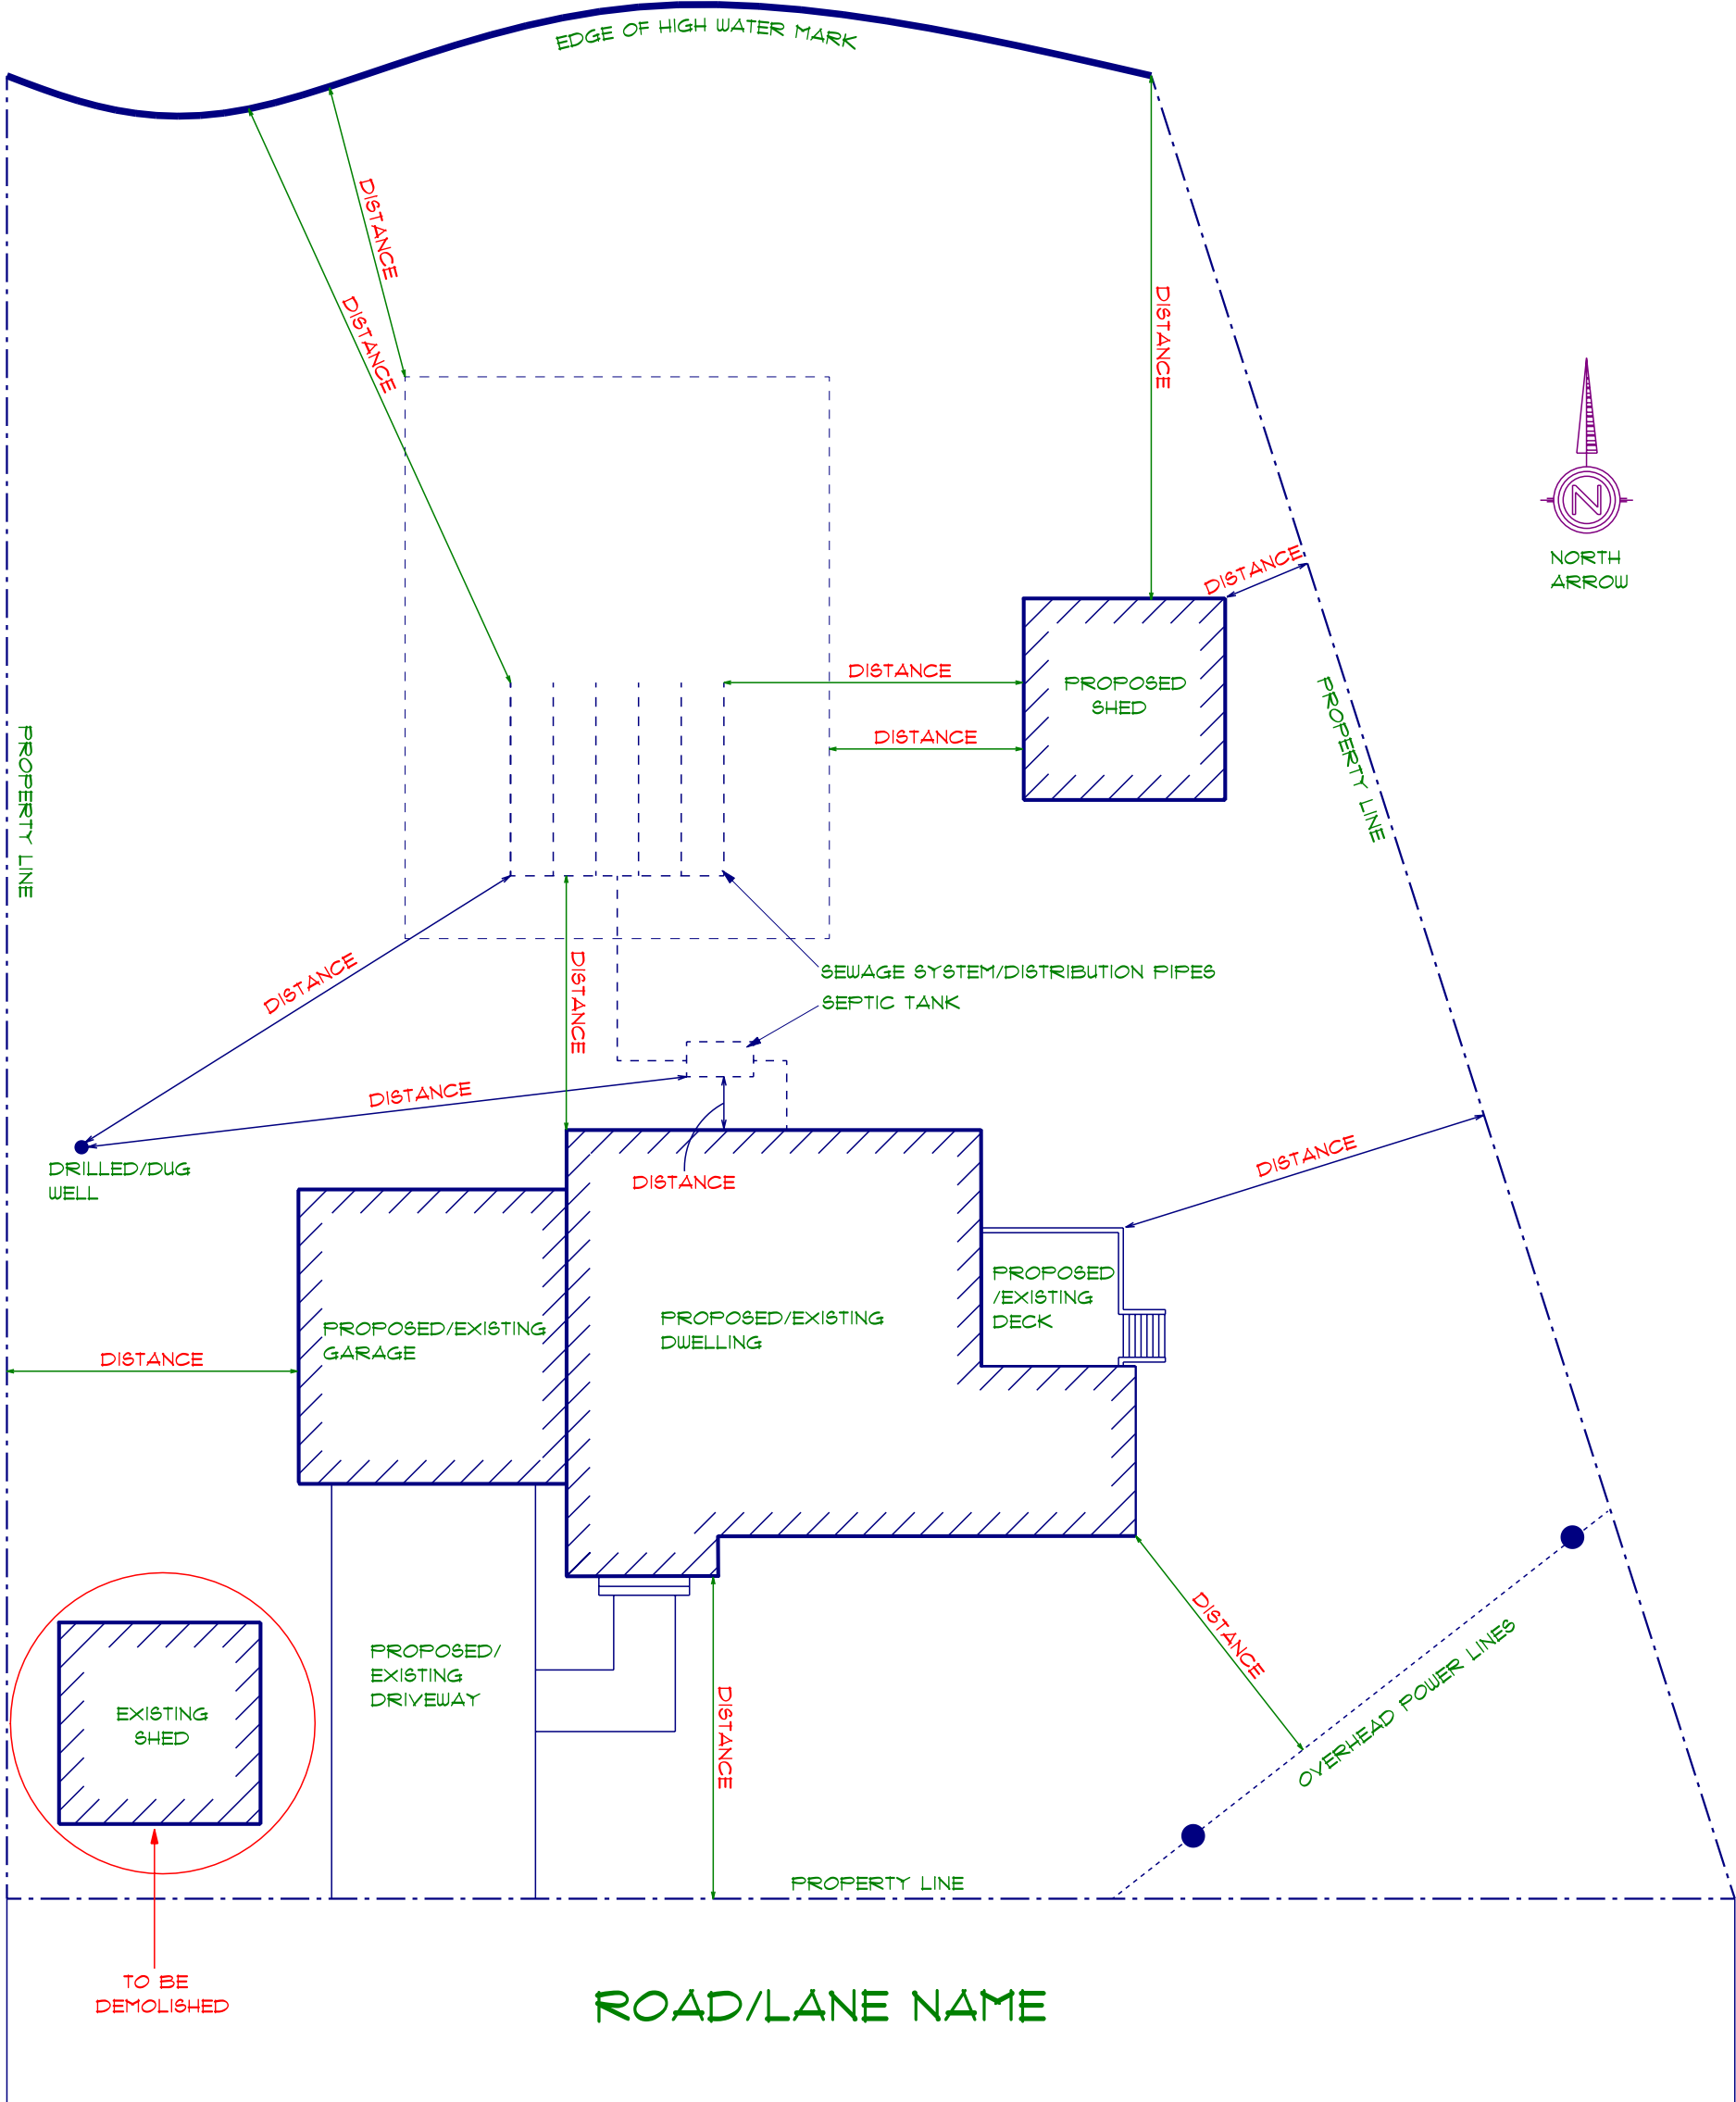 EDGE OF HIGH WATER MARK
DISTANCE
DISTANCE
DISTANCE
NORTH
ARROW
DISTANCE
DISTANCE
PROPOSED
SHED
DISTANCE
PROPERTY LINE
PROPERTY LINE
DISTANCE
DISTANCE
SEWAGE SYSTEM/DISTRIBUTION PIPES
SEPTIC TANK
DISTANCE
DRILLED/DUG
WELL
DISTANCE
DISTANCE
PROPOSED
/EXISTING
DECK
PROPOSED/EXISTING
GARAGE
PROPOSED/EXISTING
DWELLING
DISTANCE
DISTANCE
OVERHEAD POWER LINES
PROPOSED/
EXISTING
DRIVEWAY
EXISTING
SHED
DISTANCE
PROPERTY LINE
TO BE
DEMOLISHED
ROAD/LANE NAME
N